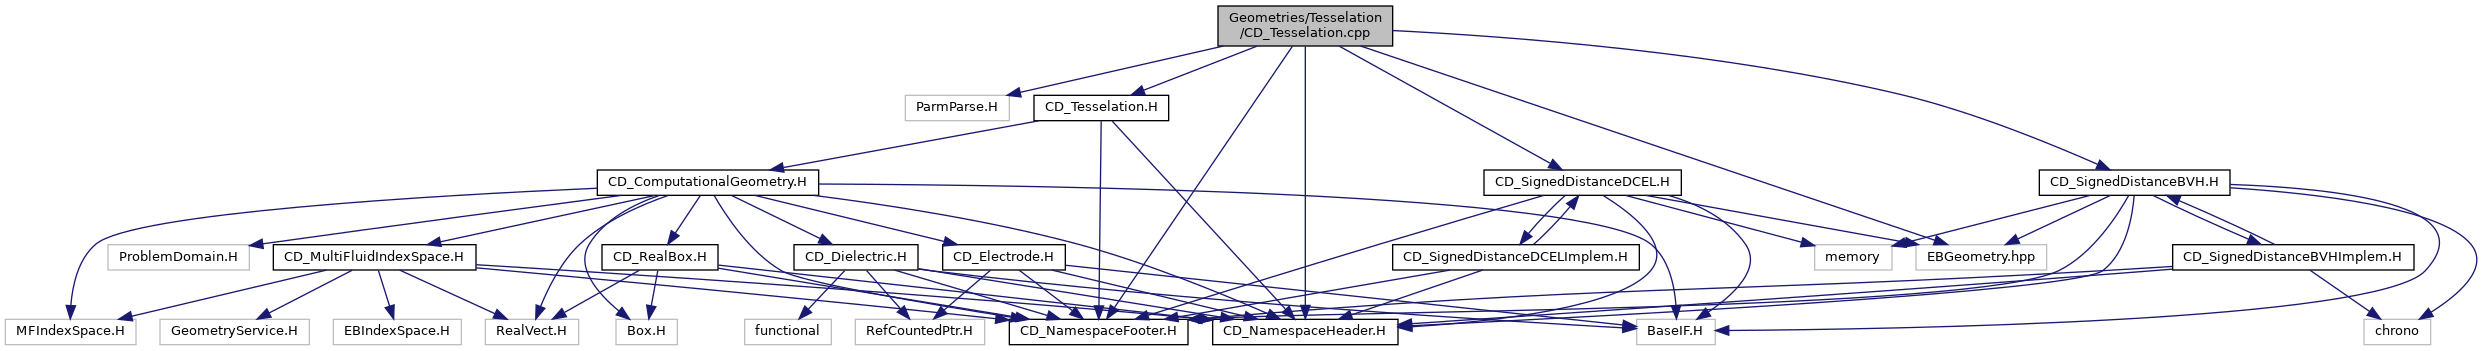 Geometries/Tesselation
/CD_Tesselation.cpp
ParmParse.H
CD_Tesselation.H
CD_ComputationalGeometry.H
CD_SignedDistanceDCEL.H
CD_SignedDistanceBVH.H
ProblemDomain.H
CD_MultiFluidIndexSpace.H
CD_RealBox.H
CD_Dielectric.H
CD_Electrode.H
CD_SignedDistanceDCELImplem.H
memory
EBGeometry.hpp
CD_SignedDistanceBVHImplem.H
MFIndexSpace.H
GeometryService.H
EBIndexSpace.H
RealVect.H
Box.H
functional
RefCountedPtr.H
CD_NamespaceFooter.H
CD_NamespaceHeader.H
BaseIF.H
chrono